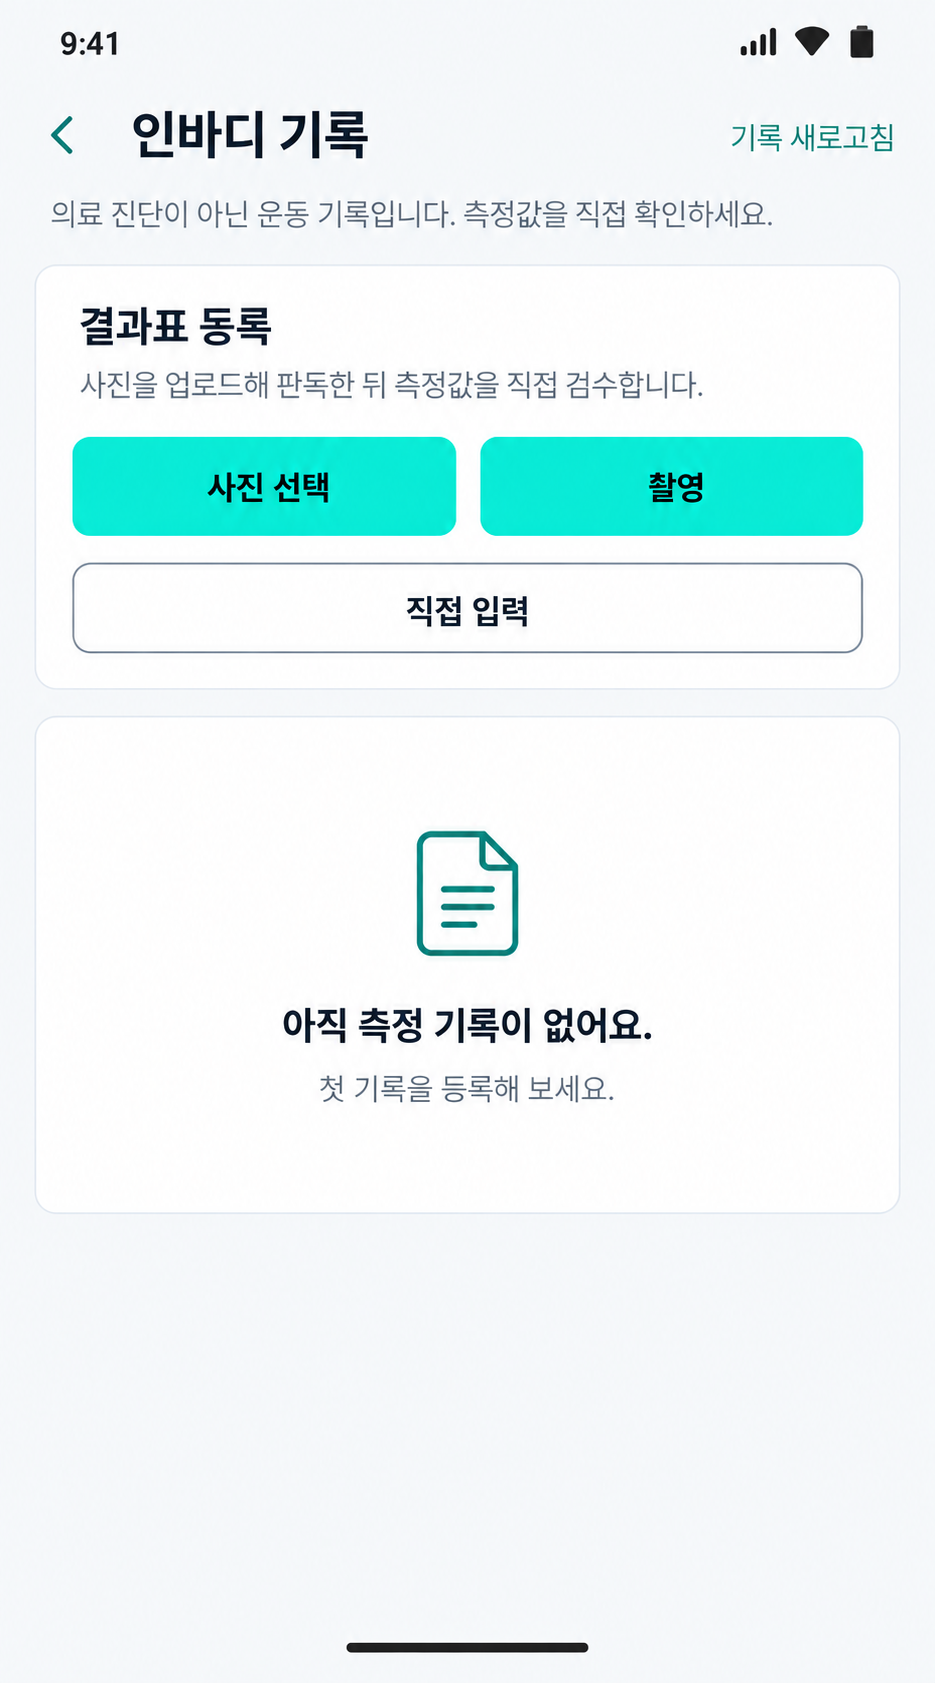 9:41
인바디 기록
기록 새로고침
의료 진단이 아닌 운동 기록입니다. 측정값을 직접 확인하세요.
결과표 등록
사진을 업로드해 판독한 뒤 측정값을 직접 검수합니다.
사진 선택
촬영
직접 입력
아직 측정 기록이 없어요.
첫 기록을 등록해 보세요.